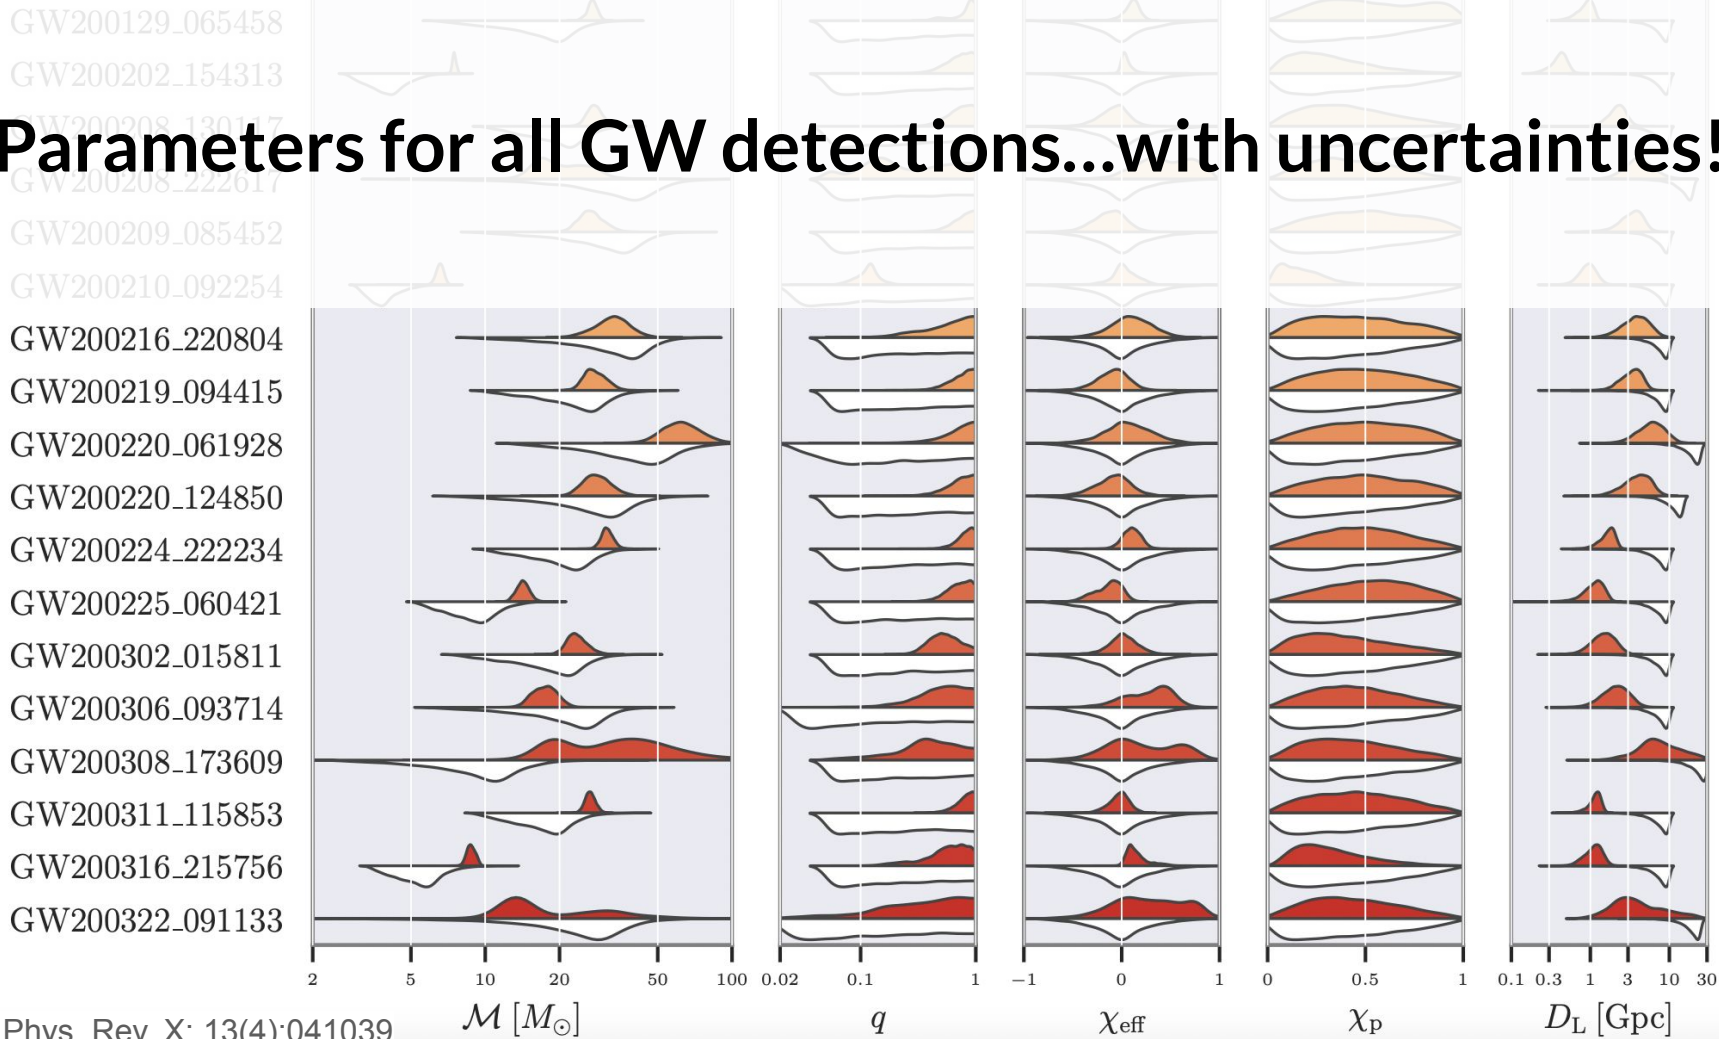 GW200129_065458
GW200202_154313
GW200208_130117
Parameters for all GW detections...with uncertainties!
GW200208_222617
GW200209_085452
GW200210_092254
GW200216_220804
GW200219_094415
GW200220_061928
GW200220_124850
GW200224_222234
GW200225_060421
GW200302_015811
GW200306_093714
GW200308_173609
GW200311_115853
GW200316_215756
GW200322_091133
2 5 10 20 50 100 0.02 0.1 1 −1 0 1 0 0.5 1 0.1 0.3 1 3 10 30
ℳ [M⊙] q χeff χp DL [Gpc]
Phys. Rev. X: 13(4):041039